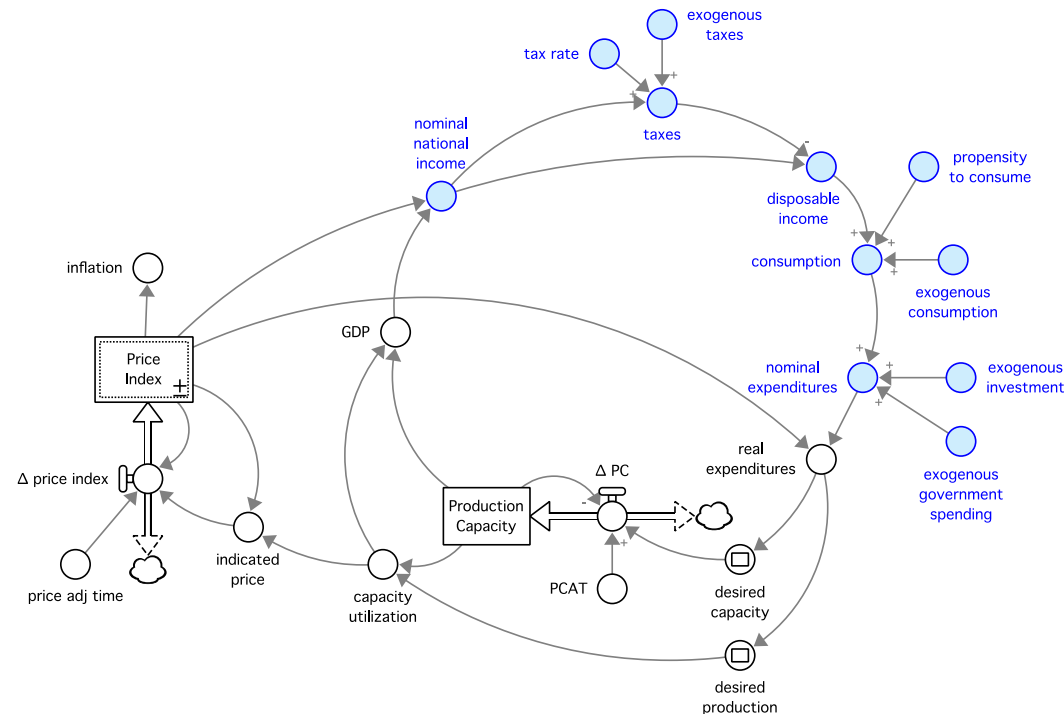 exogenous
taxes
tax rate
+
+
taxes
nominal
national
income
-
propensity
to consume
disposable
income
+
+
+
consumption
exogenous
consumption
inflation
GDP
Price
Index
+
nominal
expenditures
+
+
exogenous
investment
real
expenditures
exogenous
government
spending
Δ price index
Δ PC
Production
Capacity
-
+
indicated
price
price adj time
capacity
utilization
PCAT
desired
capacity
desired
production